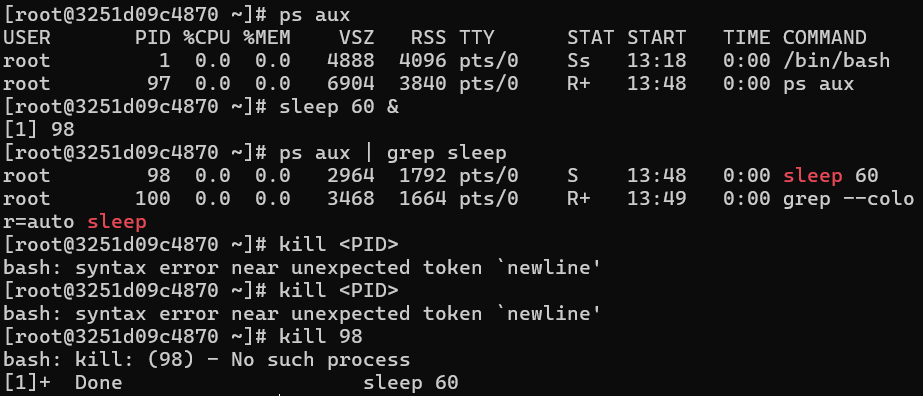 [root@3251d09c4870 ~]# ps aux
USER         PID %CPU %MEM    VSZ   RSS TTY      STAT START   TIME COMMAND
root           1  0.0  0.0   4888  4096 pts/0    Ss   13:18   0:00 /bin/bash
root          97  0.0  0.0   6904  3840 pts/0    R+   13:48   0:00 ps aux
[root@3251d09c4870 ~]# sleep 60 &
[1] 98
[root@3251d09c4870 ~]# ps aux | grep sleep
root          98  0.0  0.0   2964  1792 pts/0    S    13:48   0:00 sleep 60
root         100  0.0  0.0   3468  1664 pts/0    R+   13:49   0:00 grep --colo
r=auto sleep
[root@3251d09c4870 ~]# kill <PID>
bash: syntax error near unexpected token `newline'
[root@3251d09c4870 ~]# kill <PID>
bash: syntax error near unexpected token `newline'
[root@3251d09c4870 ~]# kill 98
bash: kill: (98) - No such process
[1]+  Done                    sleep 60